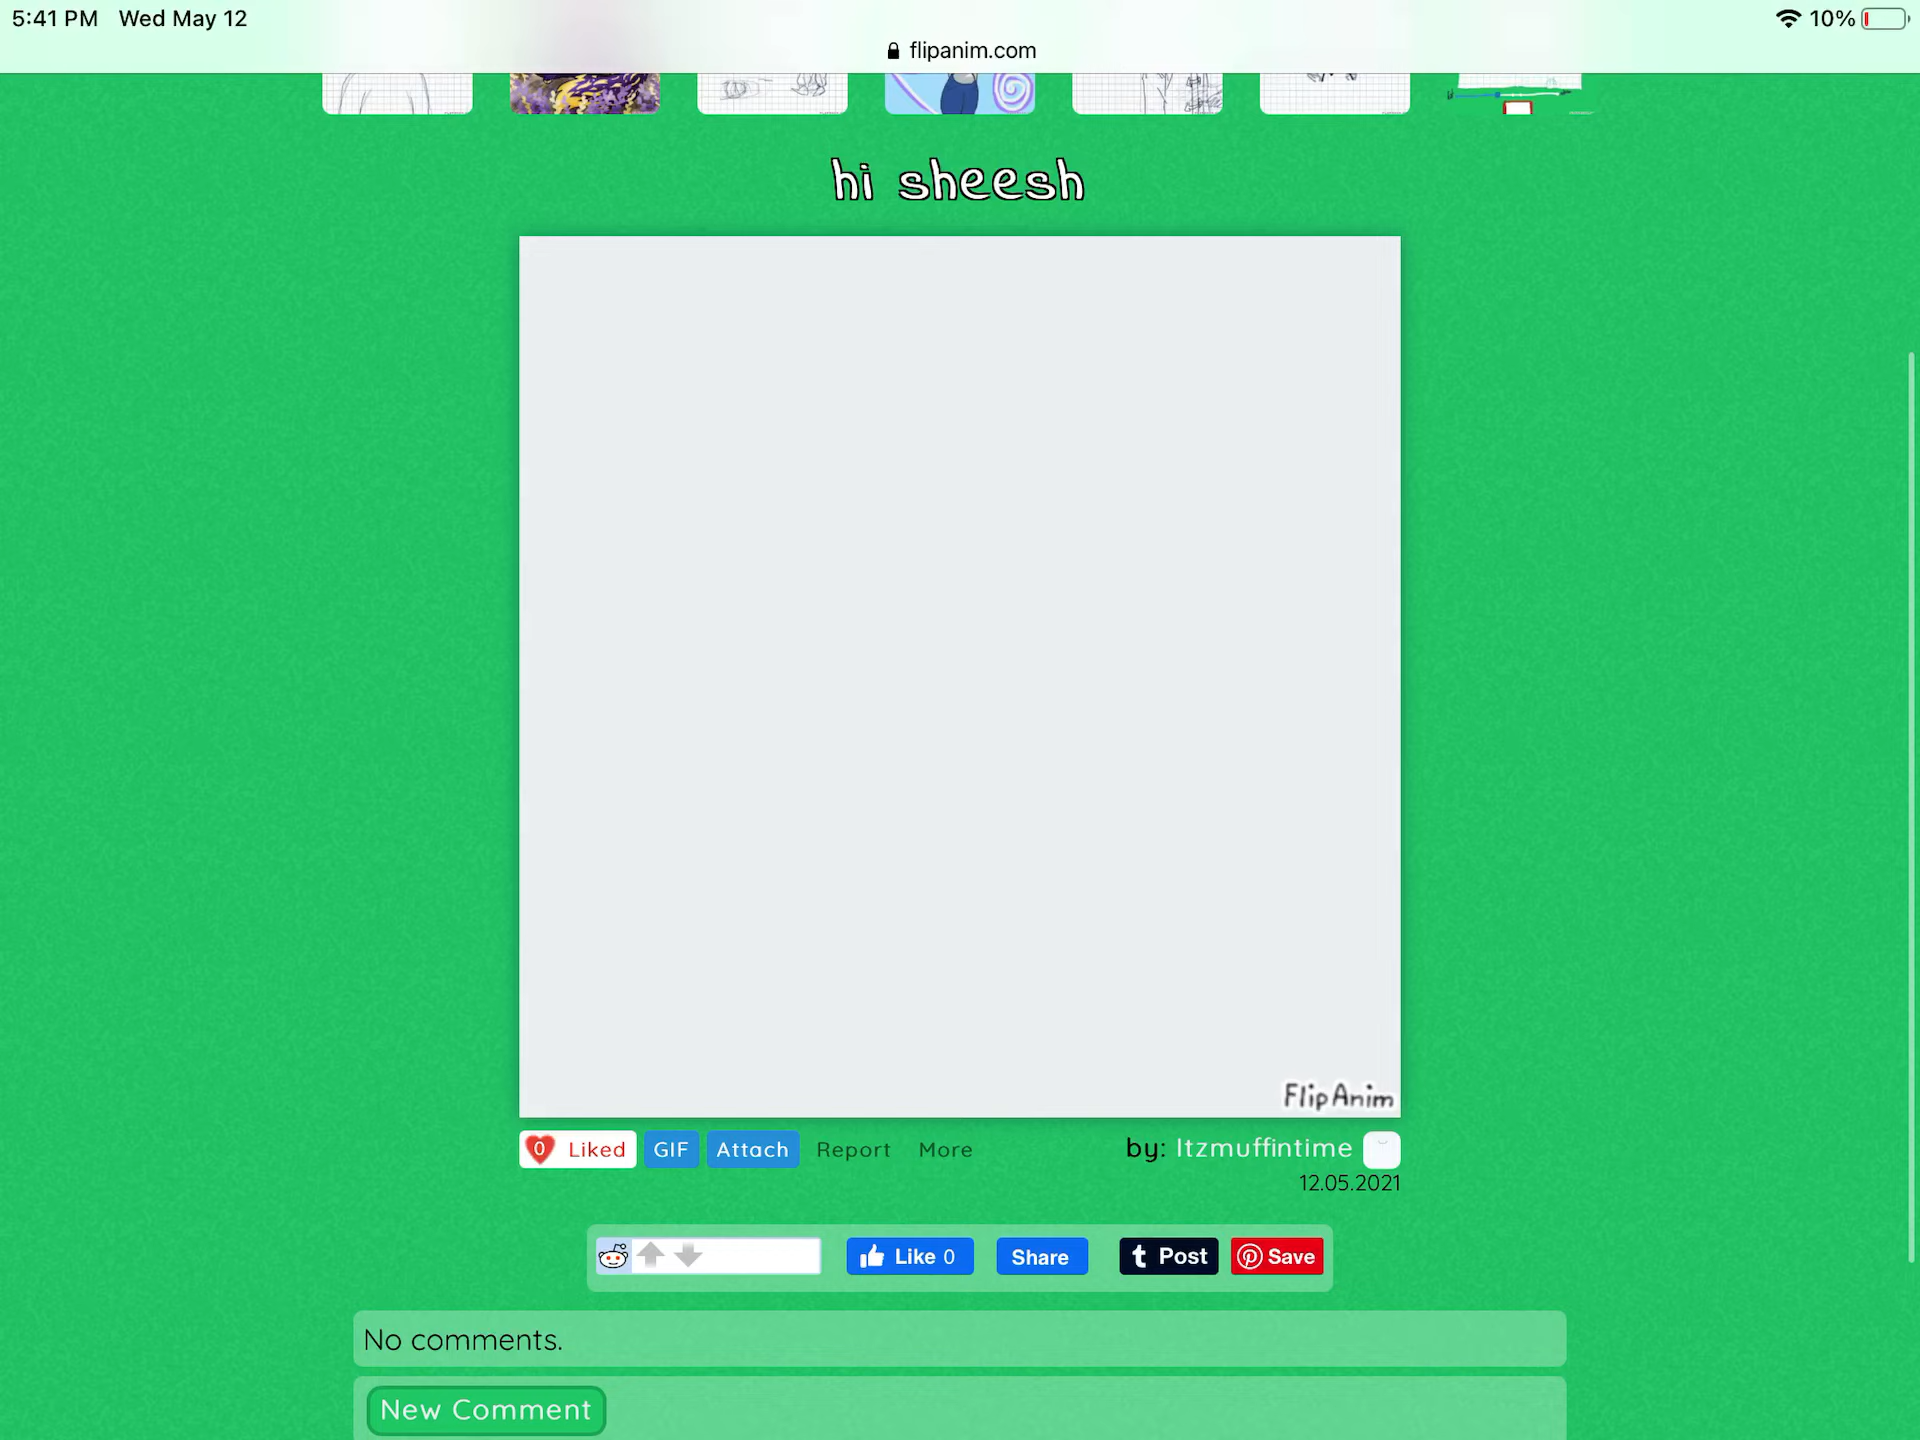 5:41 PM Wed May 12
10%
flipanim.com
hi sheesh
FlipAnim
0 Liked GIF Attach Report More
by: Itzmuffintime
12.05.2021
Like 0 Share t Post Save
No comments.
New Comment